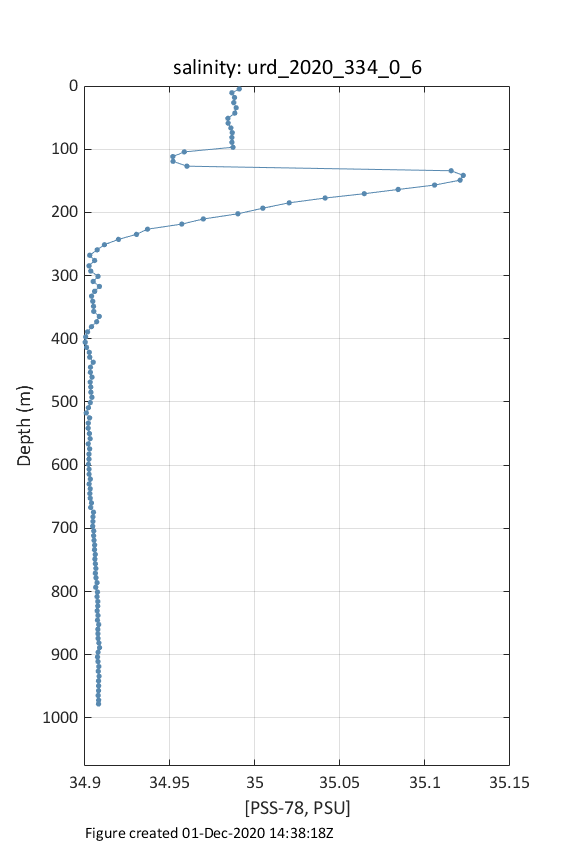 salinity: urd_2020_334_0_6
0
100
200
300
400
500
600
700
800
900
1000
Depth (m)
34.9 34.95 35 35.05 35.1 35.15
[PSS-78, PSU]
Figure created 01-Dec-2020 14:38:18Z